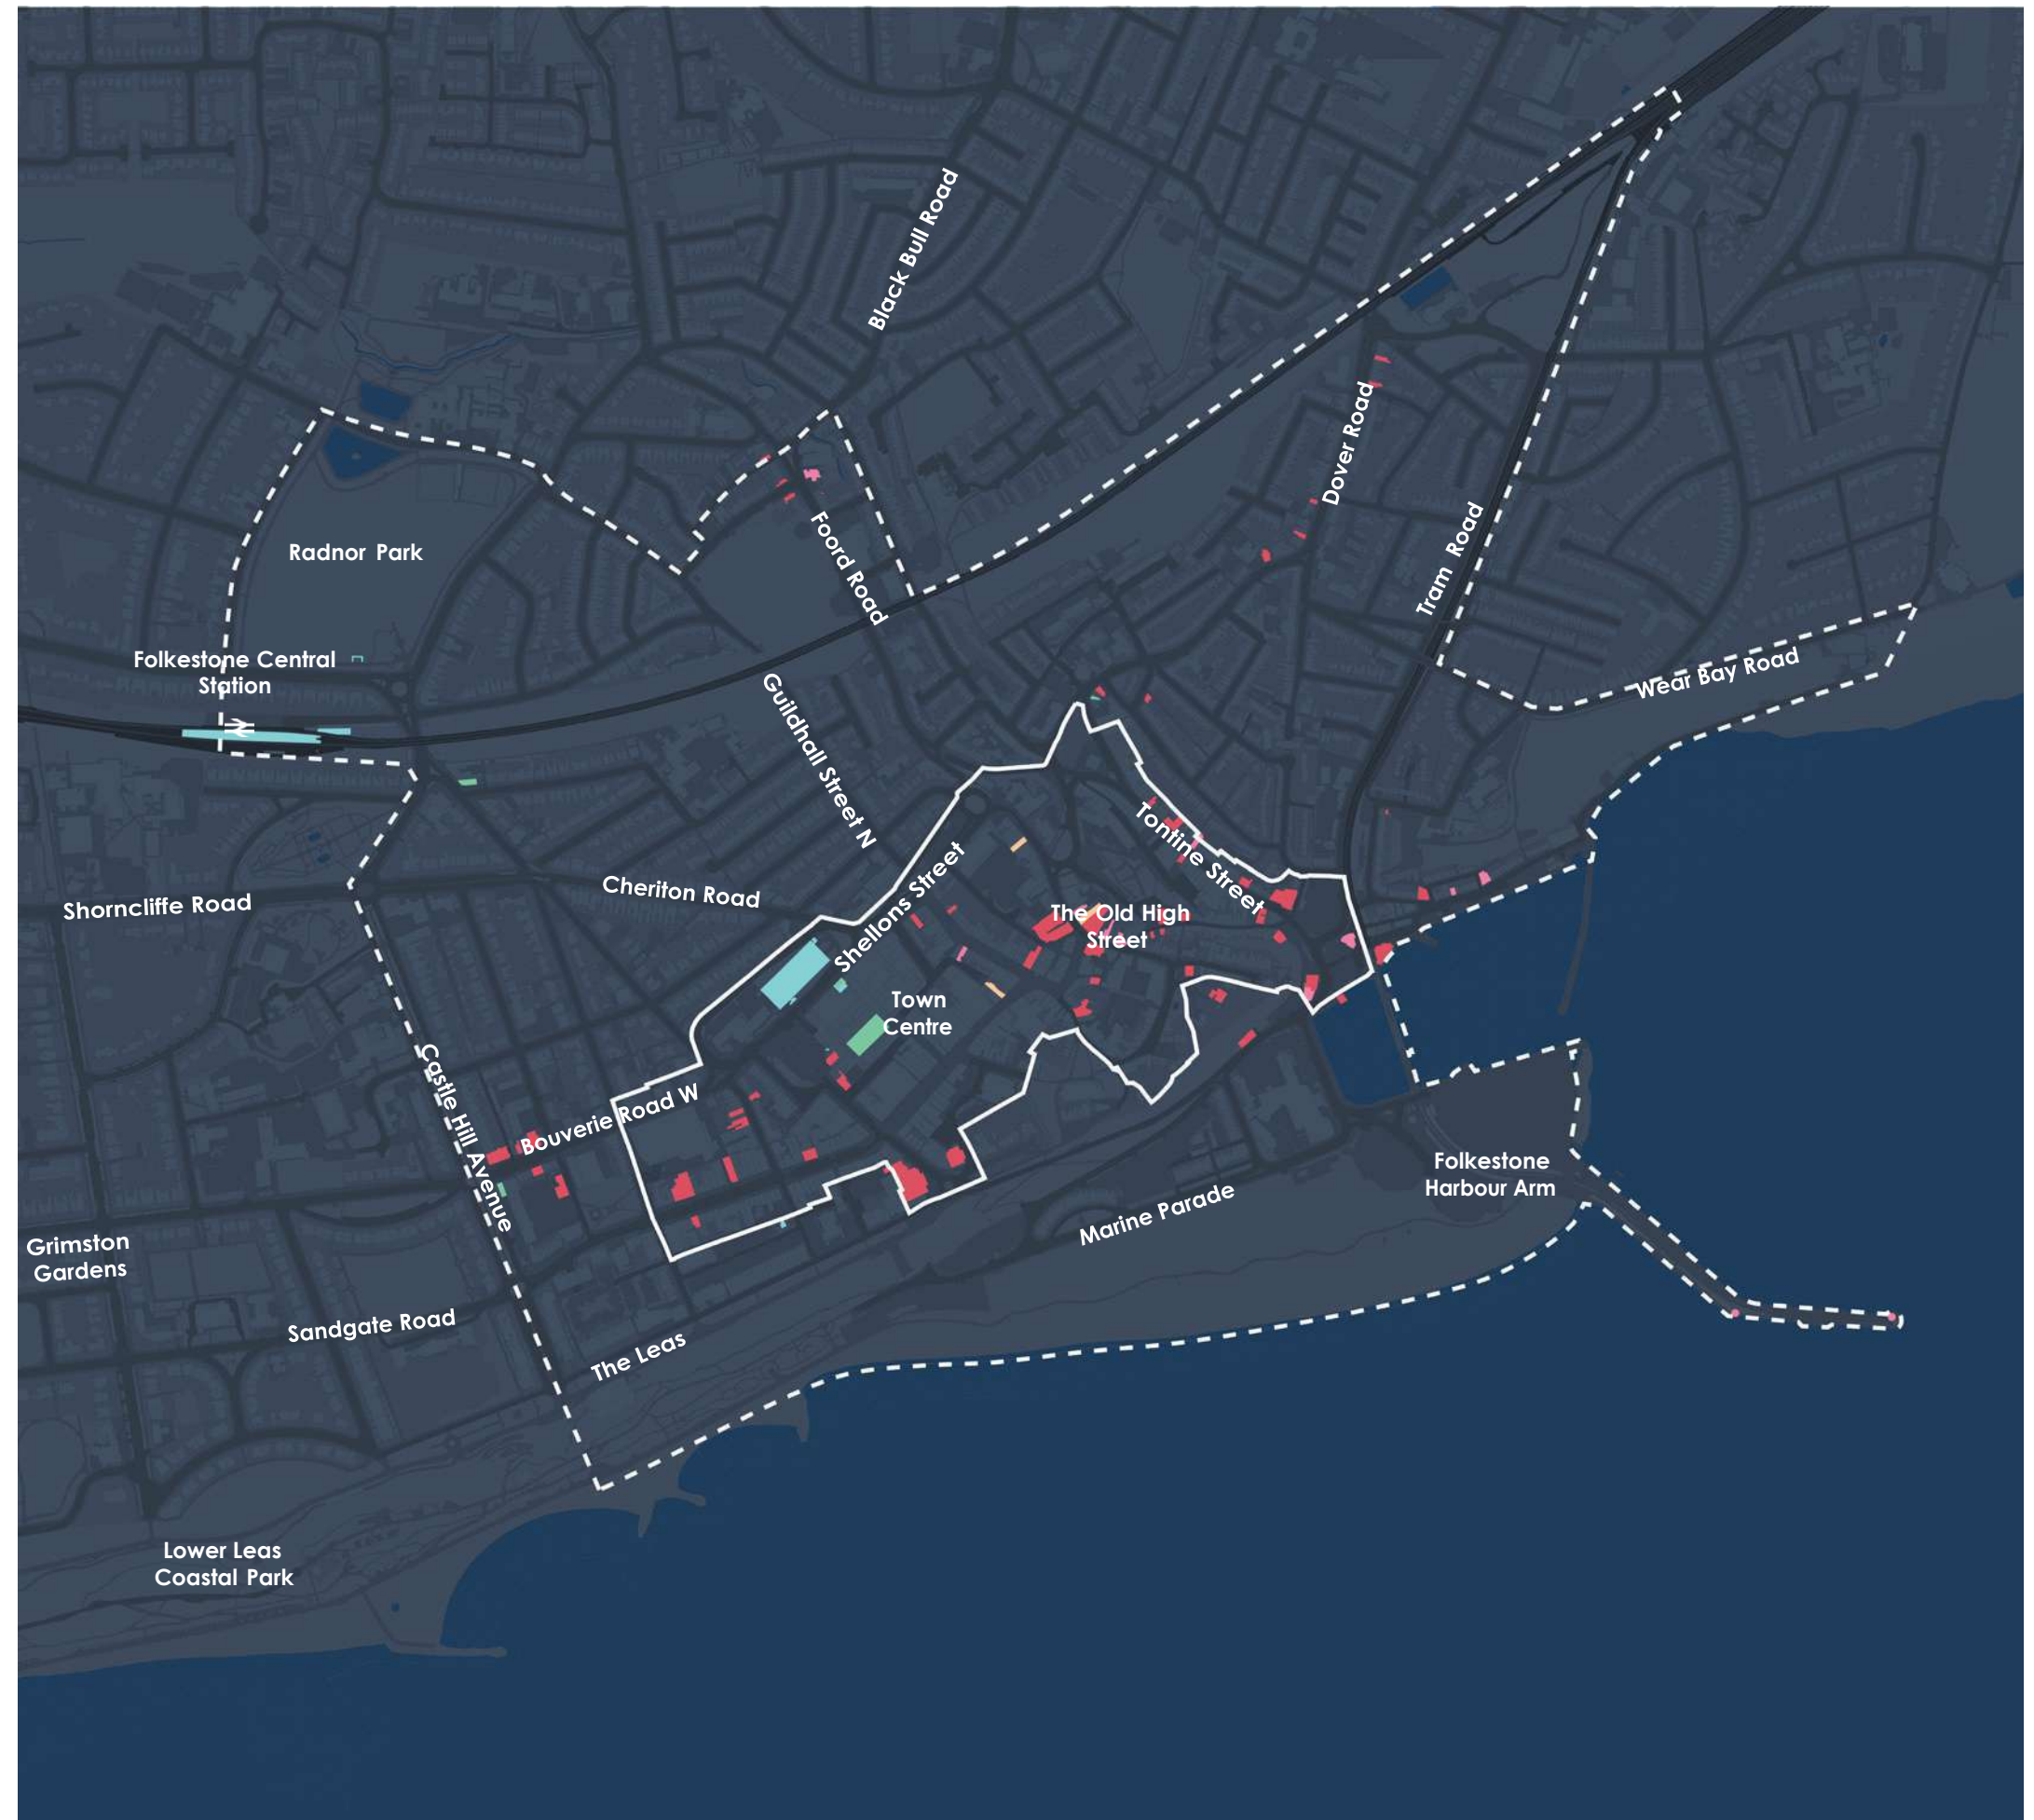 Black Bull Road
Dover Road
Radnor Park
Foord Road
Tram Road
Folkestone Central
Station
Wear Bay Road
Guildhall Street N
Tontine Street
Shellons Street
Cheriton Road
Shorncliffe Road
The Old High
Street
Town
Centre
Castle Hill Avenue
Bouverie Road W
Folkestone
Harbour Arm
Marine Parade
Grimston
Gardens
Sandgate Road
The Leas
Lower Leas
Coastal Park